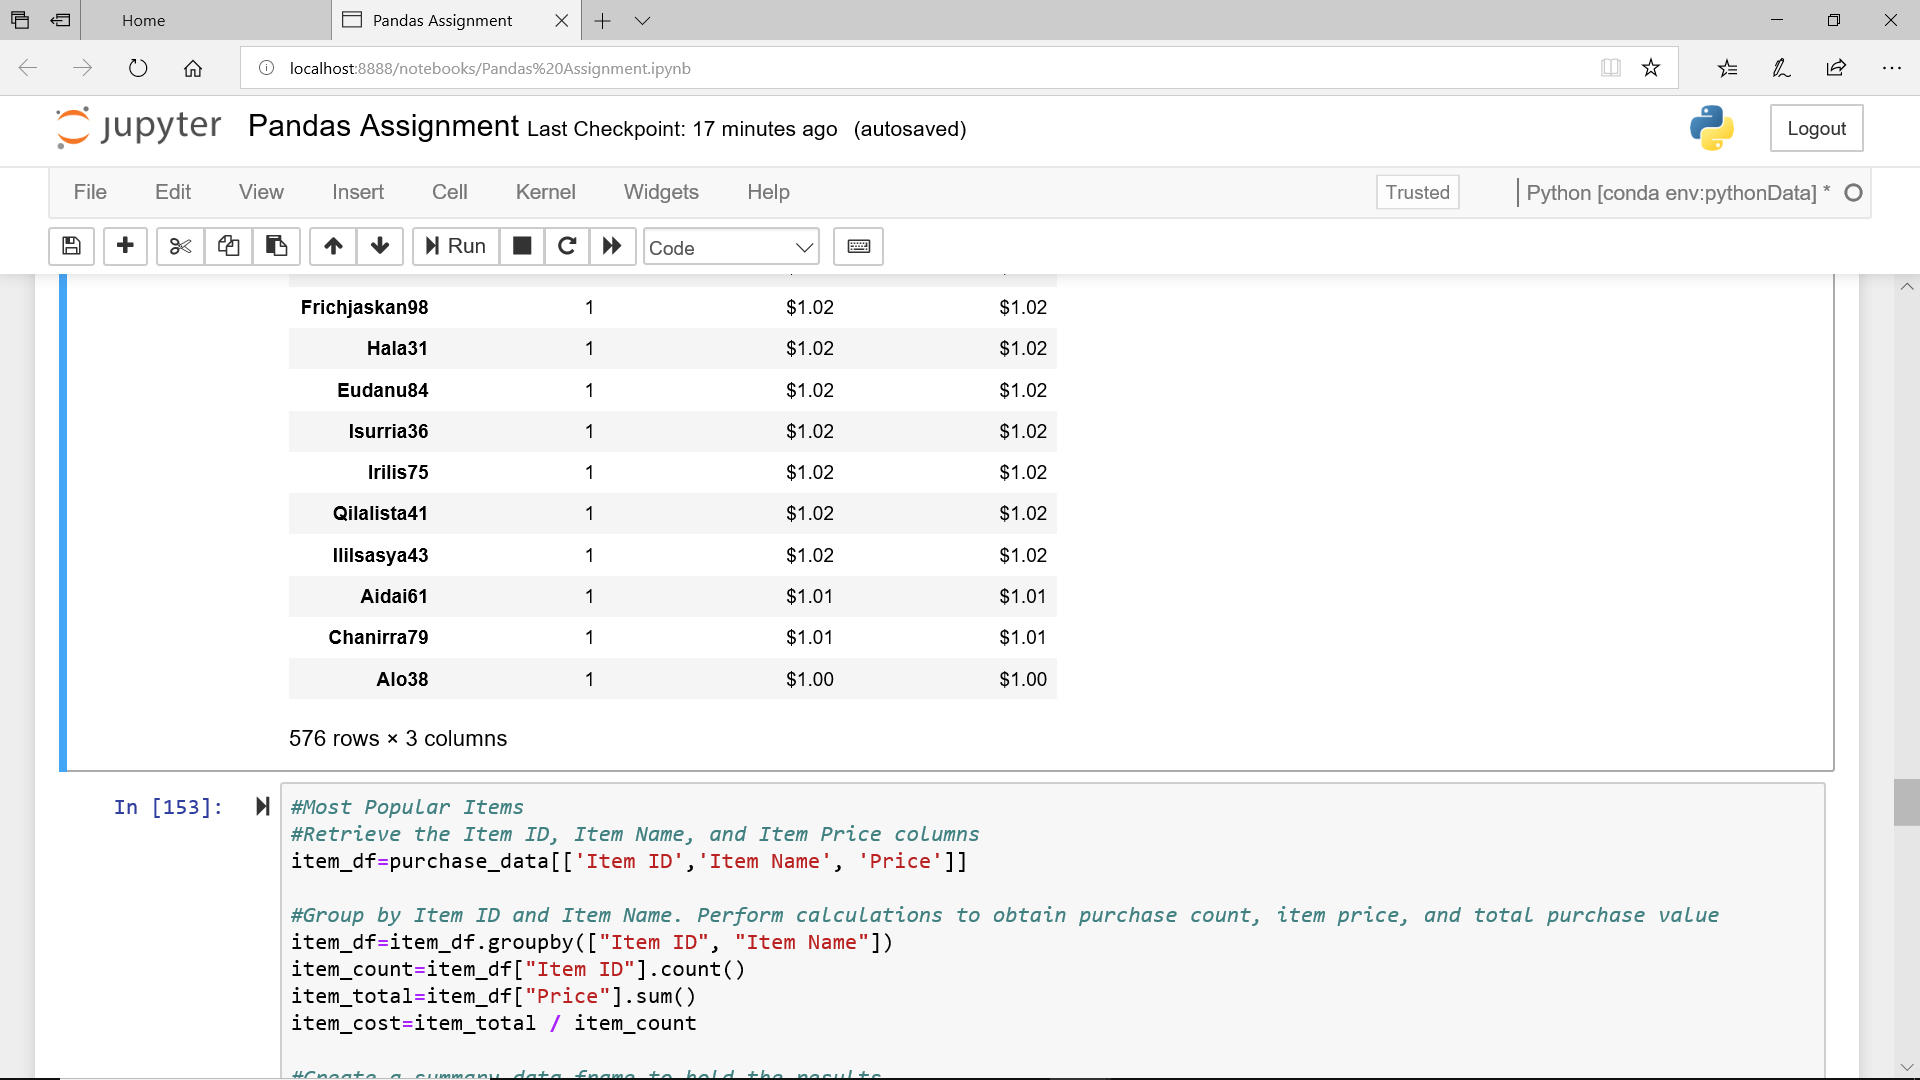 Home
Pandas Assignment
localhost:8888/notebooks/Pandas%20Assignment.ipynb
jupyter Pandas Assignment Last Checkpoint: 17 minutes ago (autosaved)
Logout
File Edit View Insert Cell Kernel Widgets Help
Trusted
Python [conda env:pythonData] *
Run
Code
Frichjaskan98 1 $1.02 $1.02
Hala31 1 $1.02 $1.02
Eudanu84 1 $1.02 $1.02
Isurria36 1 $1.02 $1.02
Irilis75 1 $1.02 $1.02
Qilalista41 1 $1.02 $1.02
Ililsasya43 1 $1.02 $1.02
Aidai61 1 $1.01 $1.01
Chanirra79 1 $1.01 $1.01
Alo38 1 $1.00 $1.00
576 rows × 3 columns
In [153]:
#Most Popular Items
#Retrieve the Item ID, Item Name, and Item Price columns
item_df=purchase_data[['Item ID','Item Name', 'Price']]
#Group by Item ID and Item Name. Perform calculations to obtain purchase count, item price, and total purchase value
item_df=item_df.groupby(["Item ID", "Item Name"])
item_count=item_df["Item ID"].count()
item_total=item_df["Price"].sum()
item_cost=item_total / item_count
#Create a summary data frame to hold the results